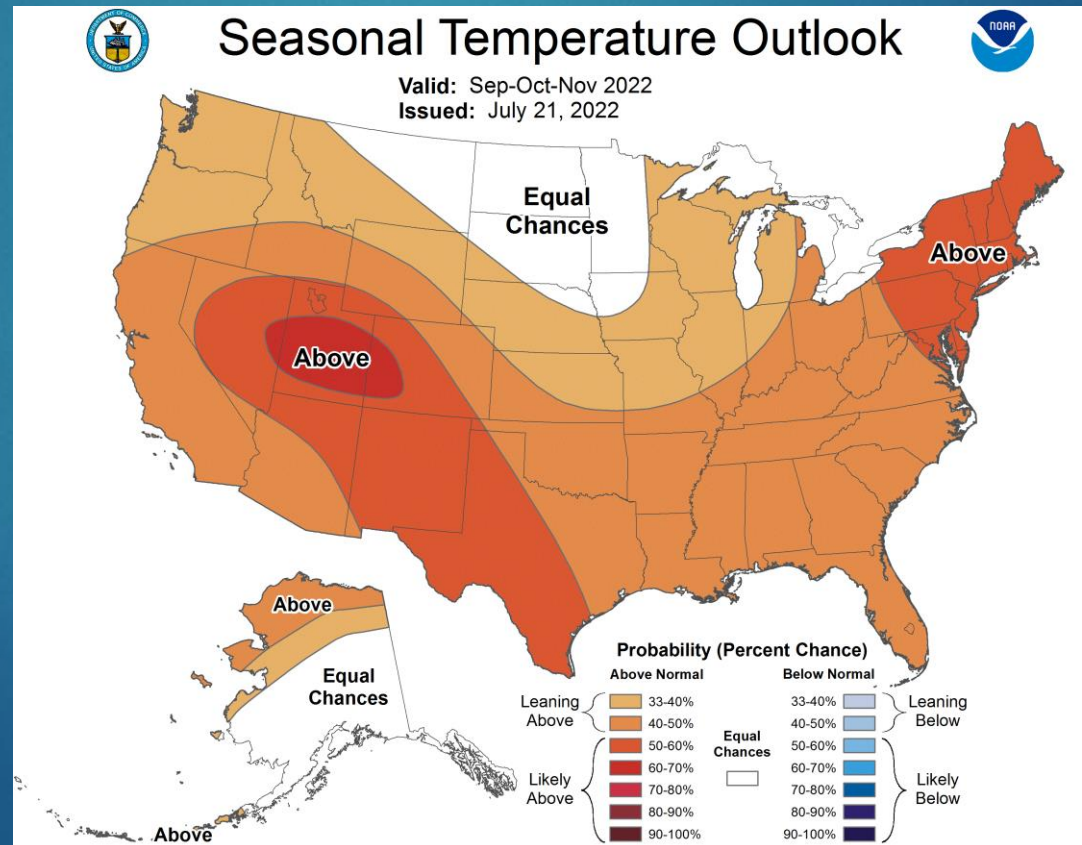 Seasonal Temperature Outlook
NOAA
Valid: Sep-Oct-Nov 2022
Issued: July 21, 2022
Equal
Chances
Above
Above
Above
Equal
Chances
Above
Probability (Percent Chance)
Above Normal
Below Normal
Leaning
Above
33-40%
40-50%
Likely
Above
50-60%
60-70%
70-80%
80-90%
90-100%
Equal
Chances
33-40%
40-50%
Leaning
Below
50-60%
60-70%
70-80%
80-90%
90-100%
Likely
Below